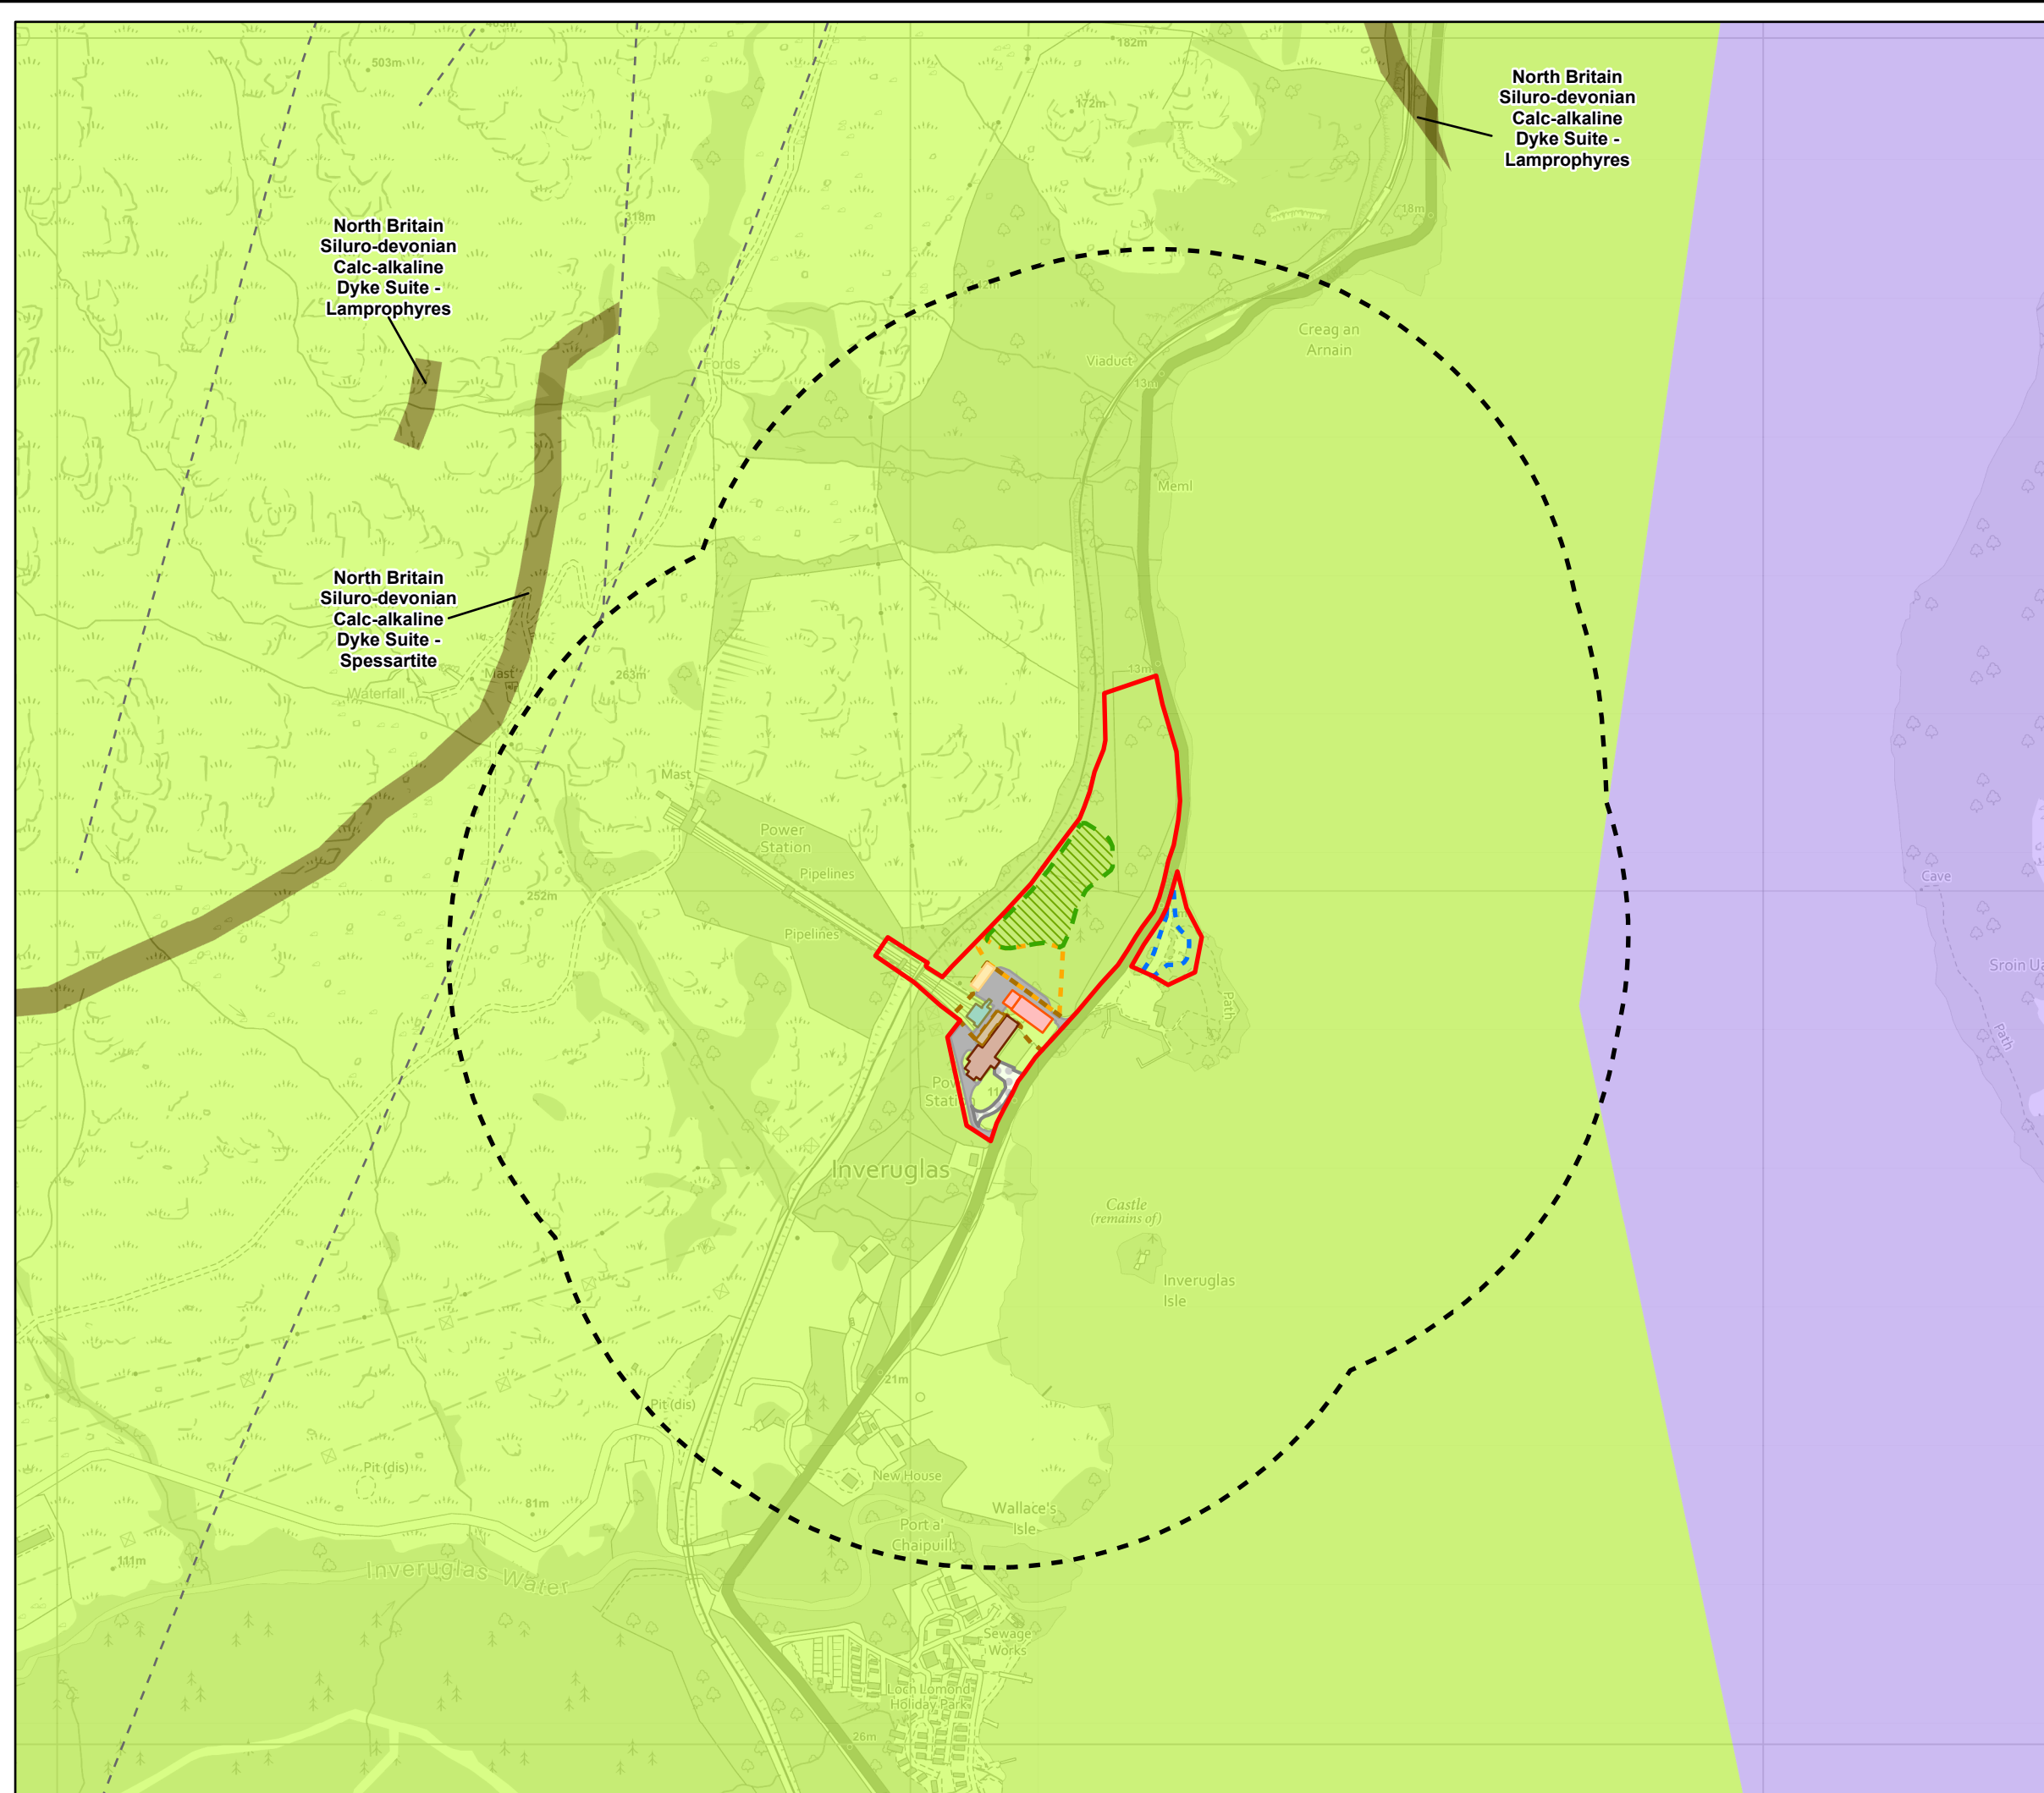 182m
503m
North Britain
Siluro-devonian
Calc-alkaline
Dyke Suite -
Lamprophyres
172m
318m
18m
North Britain
Siluro-devonian
Calc-alkaline
Dyke Suite -
Lamprophyres
Creag an
Arnain
Viaduct
Fords
13m
Meml
North Britain
Siluro-devonian
Calc-alkaline
Dyke Suite -
Spessartite
Mast
263m
13m
Waterfall
Mast
Power
Station
Pipelines
Cave
252m
Pipelines
Path
Path
Inveruglas
Castle
(remains of)
Inveruglas
Isle
21m
Pit (dis)
Pit (dis)
New House
81m
Wallace's
Isle
Port a'
Chaipuill
111m
Inveruglas Water
Sewage
Works
Loch Lomond
Holiday Park
26m